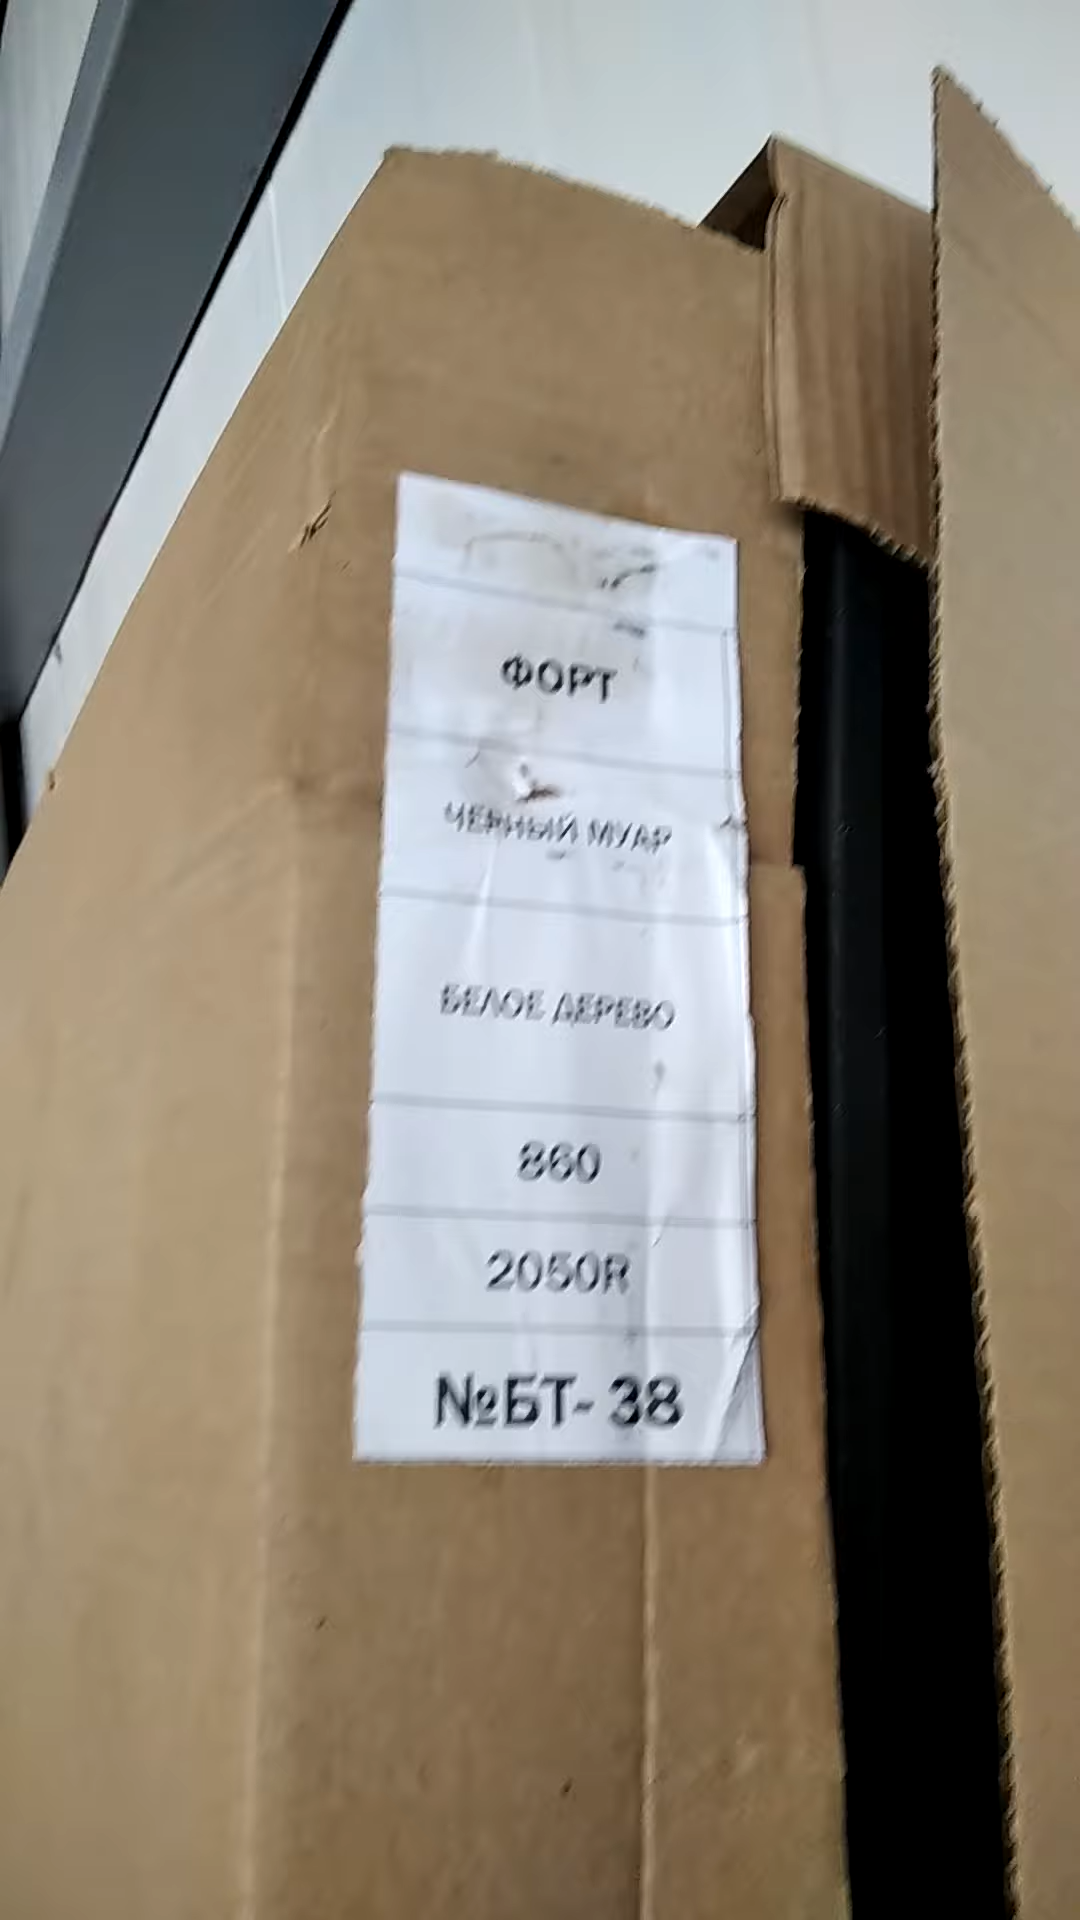 ФОРТ
ЧЕРНЫЙ МУАР
БЕЛОЕ ДЕРЕВО
860
2050R
№БТ- 38